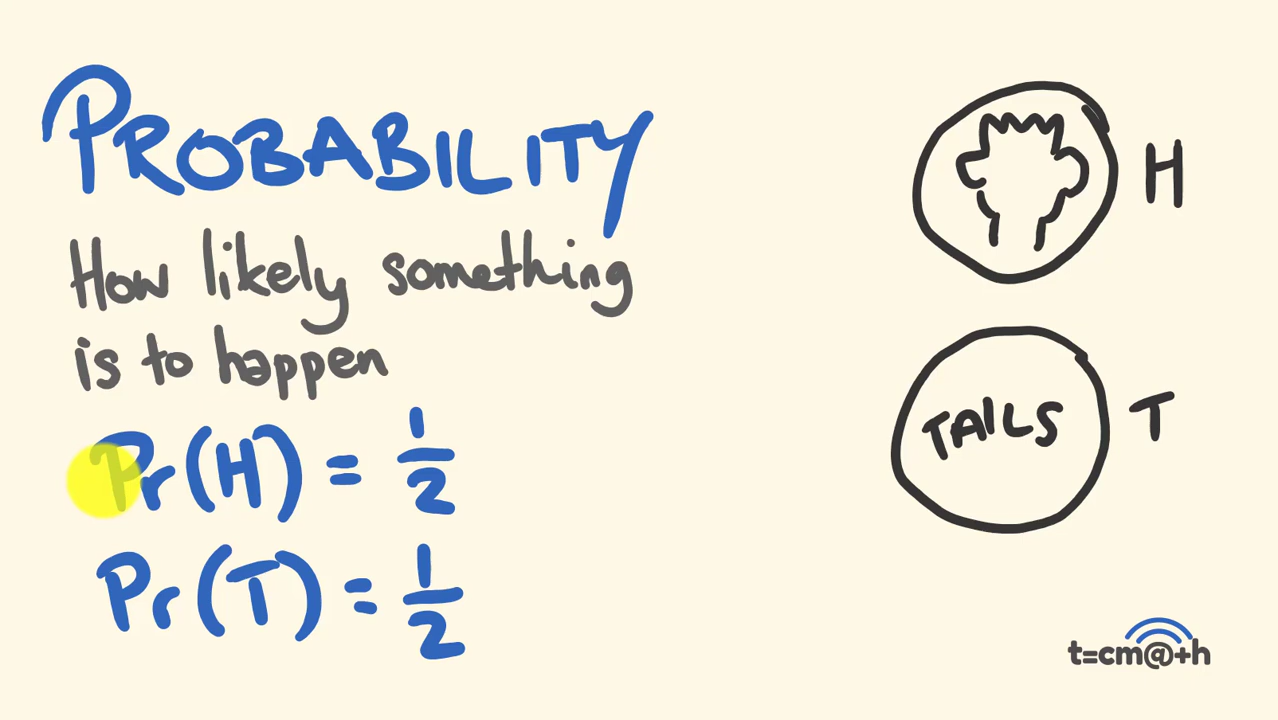 PROBABILITY
How likely something
is to happen
Pr(H) = 1/2
Pr(T) = 1/2
H
TAILS T
t=cm@+h